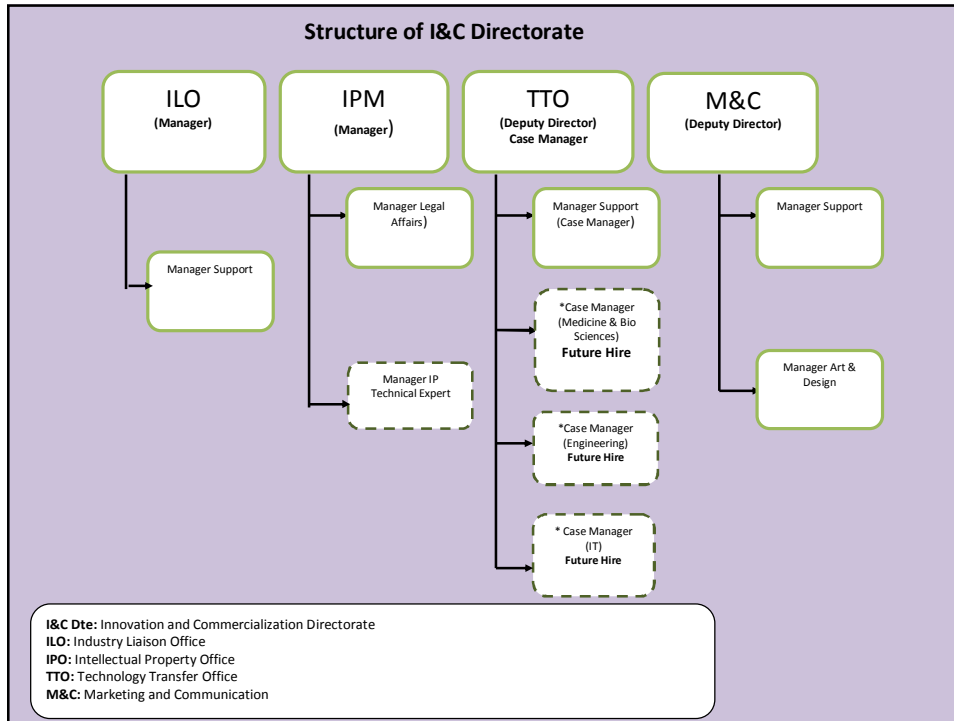 Structure of I&C Directorate
ILO
(Manager)
IPM
(Manager)
TTO
(Deputy Director)
Case Manager
M&C
(Deputy Director)
Manager Support
Manager Legal
Affairs)
Manager IP
Technical Expert
Manager Support
(Case Manager)
*Case Manager
(Medicine & Bio
Sciences)
Future Hire
*Case Manager
(Engineering)
Future Hire
* Case Manager
(IT)
Future Hire
Manager Support
Manager Art &
Design
I&C Dte: Innovation and Commercialization Directorate
ILO: Industry Liaison Office
IPO: Intellectual Property Office
TTO: Technology Transfer Office
M&C: Marketing and Communication